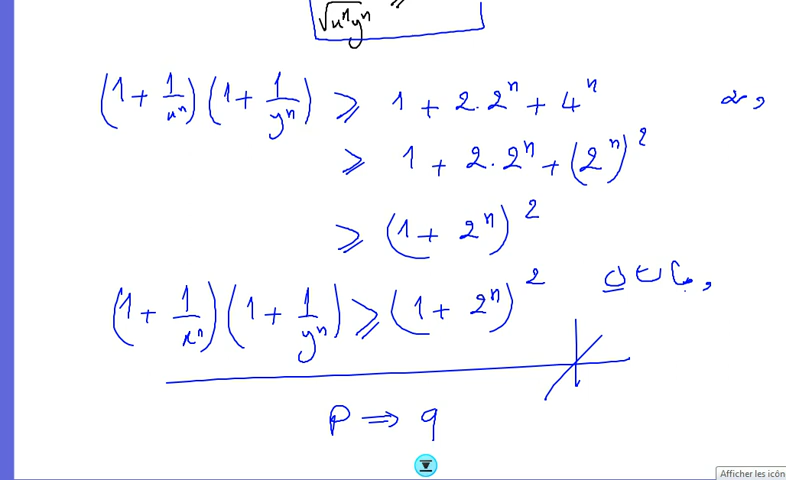 √xⁿyⁿ ≥
(1 + 1/xⁿ)(1 + 1/yⁿ) ⩾ 1 + 2.2ⁿ + 4ⁿ
⩾ 1 + 2.2ⁿ + (2ⁿ)²
⩾ (1 + 2ⁿ)²
(1 + 1/xⁿ)(1 + 1/yⁿ) ⩾ (1 + 2ⁿ)²
P ⟹ q
Afficher les icôn